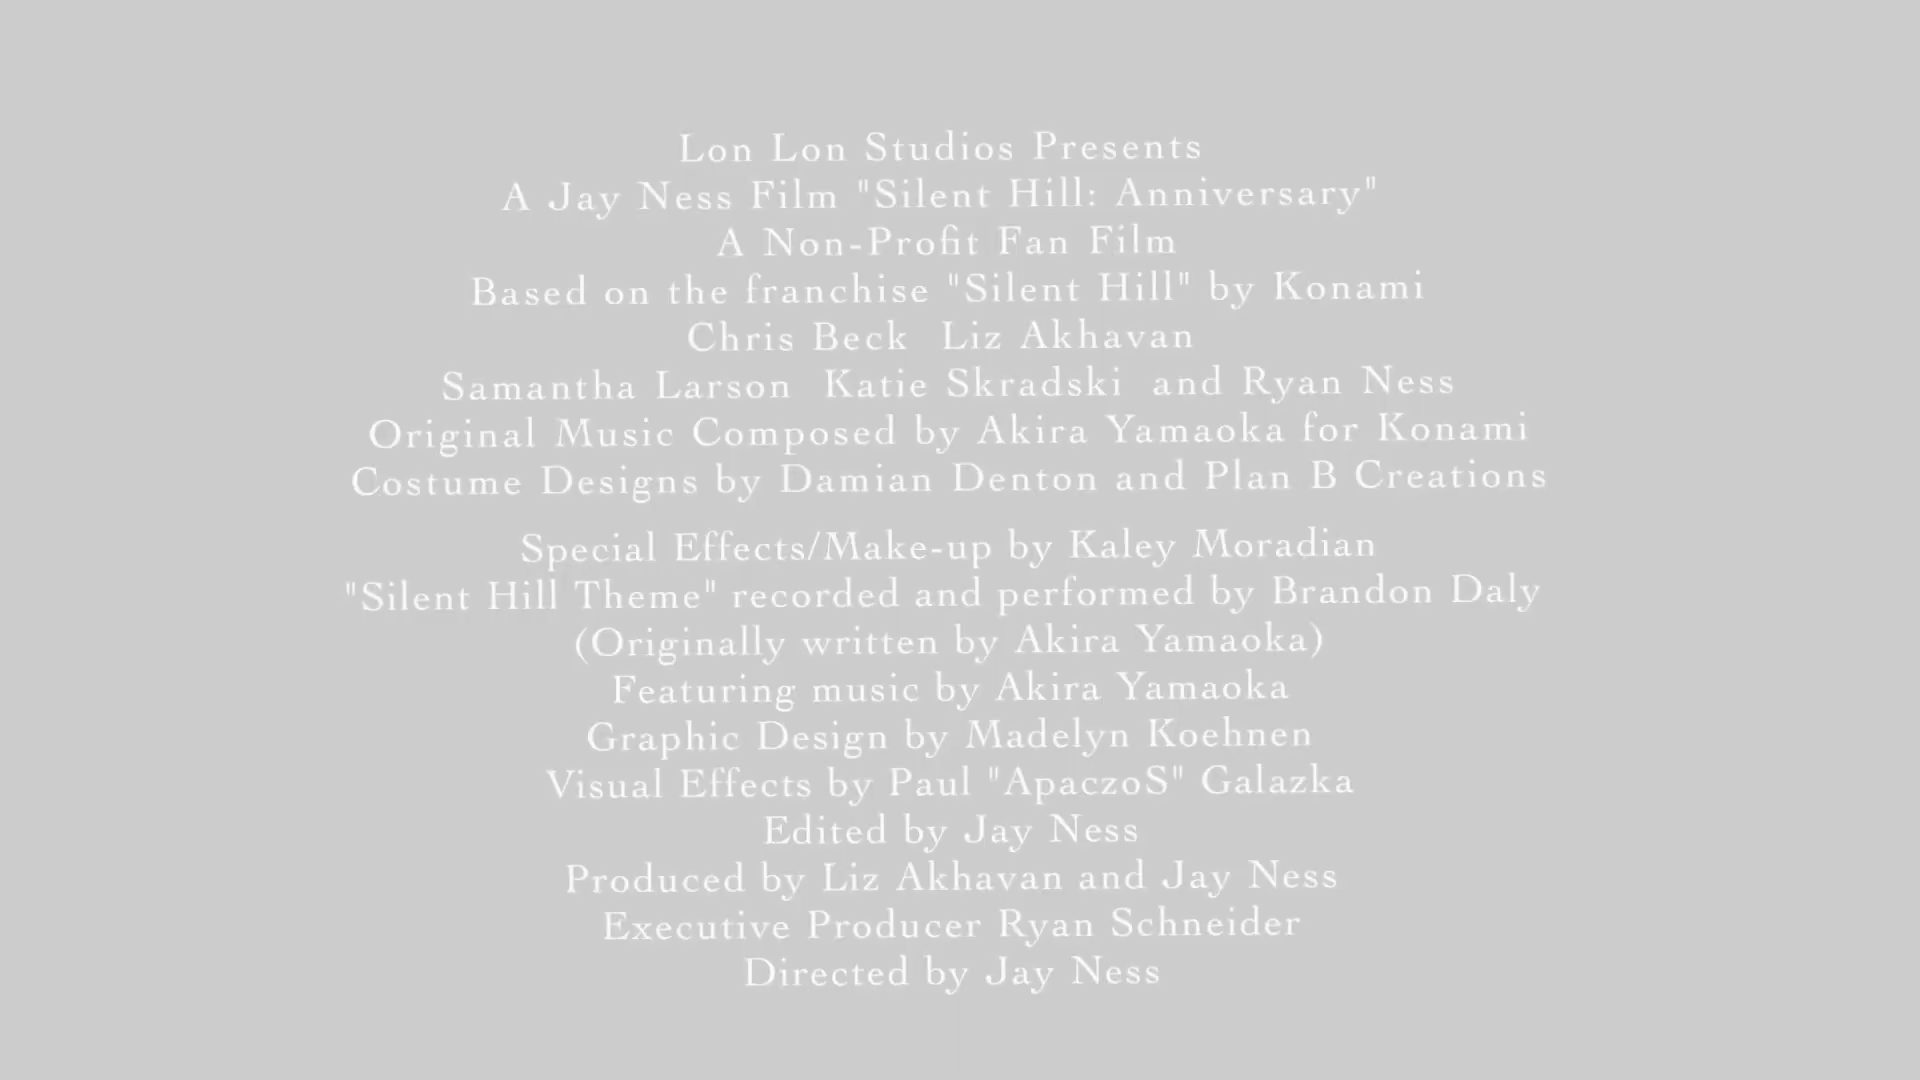 Lon Lon Studios Presents
A Jay Ness Film "Silent Hill: Anniversary"
A Non-Profit Fan Film
Based on the franchise "Silent Hill" by Konami
Chris Beck  Liz Akhavan
Samantha Larson  Katie Skradski  and Ryan Ness
Original Music Composed by Akira Yamaoka for Konami
Costume Designs by Damian Denton and Plan B Creations
Special Effects/Make-up by Kaley Moradian
"Silent Hill Theme" recorded and performed by Brandon Daly
(Originally written by Akira Yamaoka)
Featuring music by Akira Yamaoka
Graphic Design by Madelyn Koehnen
Visual Effects by Paul "ApaczoS" Galazka
Edited by Jay Ness
Produced by Liz Akhavan and Jay Ness
Executive Producer Ryan Schneider
Directed by Jay Ness